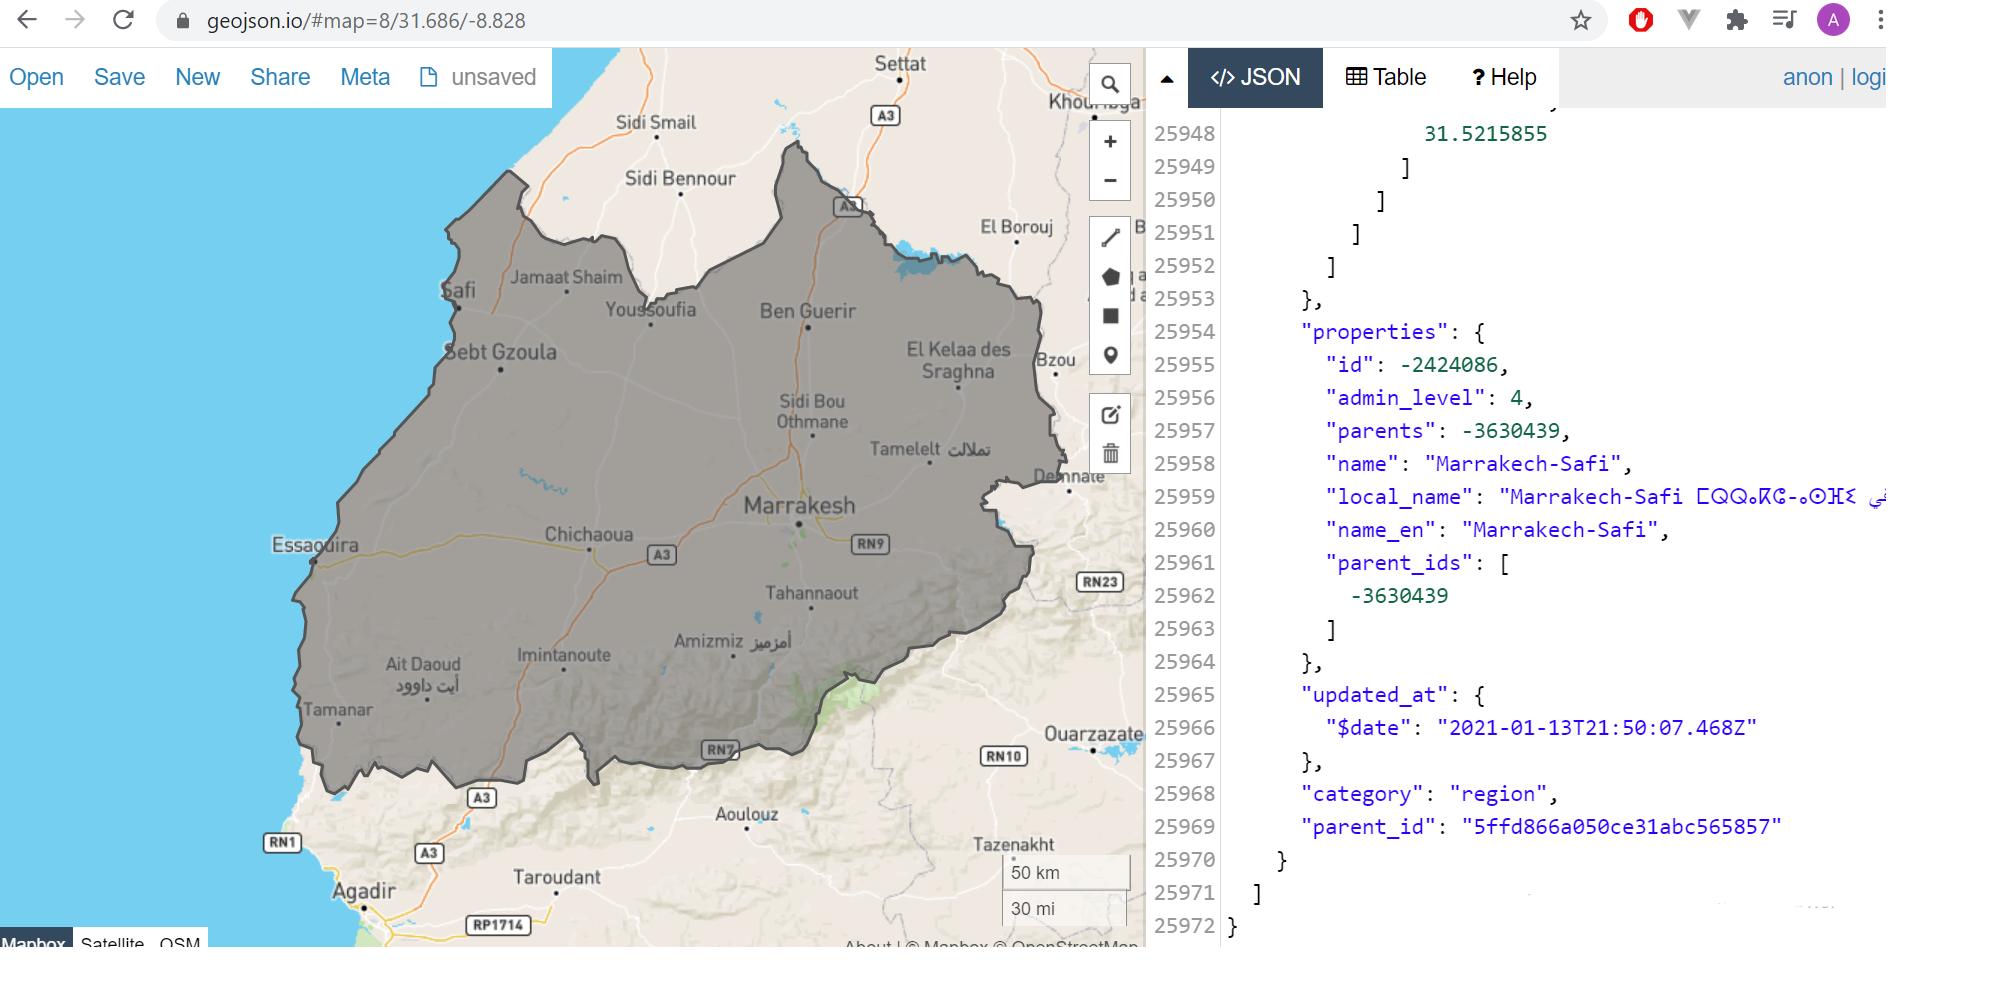 geojson.io/#map=8/31.686/-8.828
A
Open Save New Share Meta unsaved
JSON Table ? Help
anon | logi
Settat
A3
Sidi Smail
Sidi Bennour
A3
El Borouj
B
Jamaat Shaim
Safi
Youssoufia
Ben Guerir
Sebt Gzoula
El Kelaa des
Sraghna
Bzou
Sidi Bou
Othmane
Tamelelt تملالت
Demnate
Marrakesh
Chichaoua
Essaouira
A3
RN9
RN23
Tahannaout
Amizmiz أمزميز
Imintanoute
Ait Daoud
أيت داوود
Tamanar
RN7
Ouarzazate
RN10
A3
Aoulouz
RN1
A3
Tazenakht
50 km
Taroudant
Agadir
30 mi
RP1714
Mapbox Satellite OSM
About | © Mapbox © OpenStreetMap
25948 31.5215855
25949 ]
25950 ]
25951 ]
25952 ]
25953 },
25954 "properties": {
25955 "id": -2424086,
25956 "admin_level": 4,
25957 "parents": -3630439,
25958 "name": "Marrakech-Safi",
25959 "local_name": "Marrakech-Safi ⵎⵕⵕⴰⴽⵛ-ⴰⵙⴼⵉ
25960 "name_en": "Marrakech-Safi",
25961 "parent_ids": [
25962 -3630439
25963 ]
25964 },
25965 "updated_at": {
25966 "$date": "2021-01-13T21:50:07.468Z"
25967 },
25968 "category": "region",
25969 "parent_id": "5ffd866a050ce31abc565857"
25970 }
25971 ]
25972 }